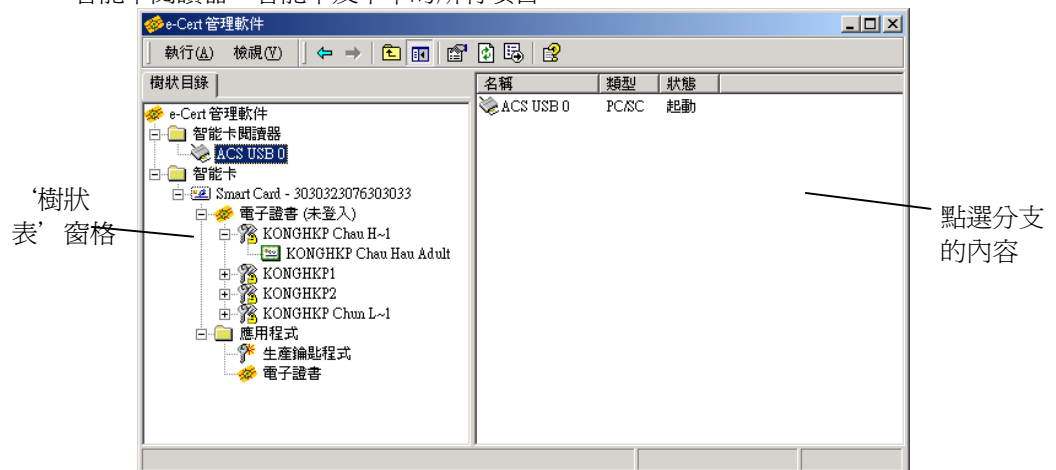 e-Cert 管理軟件
執行(A) 檢視(V)
樹狀目錄
名稱 類型 狀態
e-Cert 管理軟件
智能卡閱讀器
ACS USB 0
智能卡
Smart Card - 3030323076303033
電子證書 (未登入)
KONGHKP Chau H~1
KONGHKP Chau Hau Adult
KONGHKP1
KONGHKP2
KONGHKP Chun L~1
應用程式
生產鑰匙程式
電子證書
ACS USB 0 PC/SC 起動
‘樹狀
表’窗格
點選分支
的內容